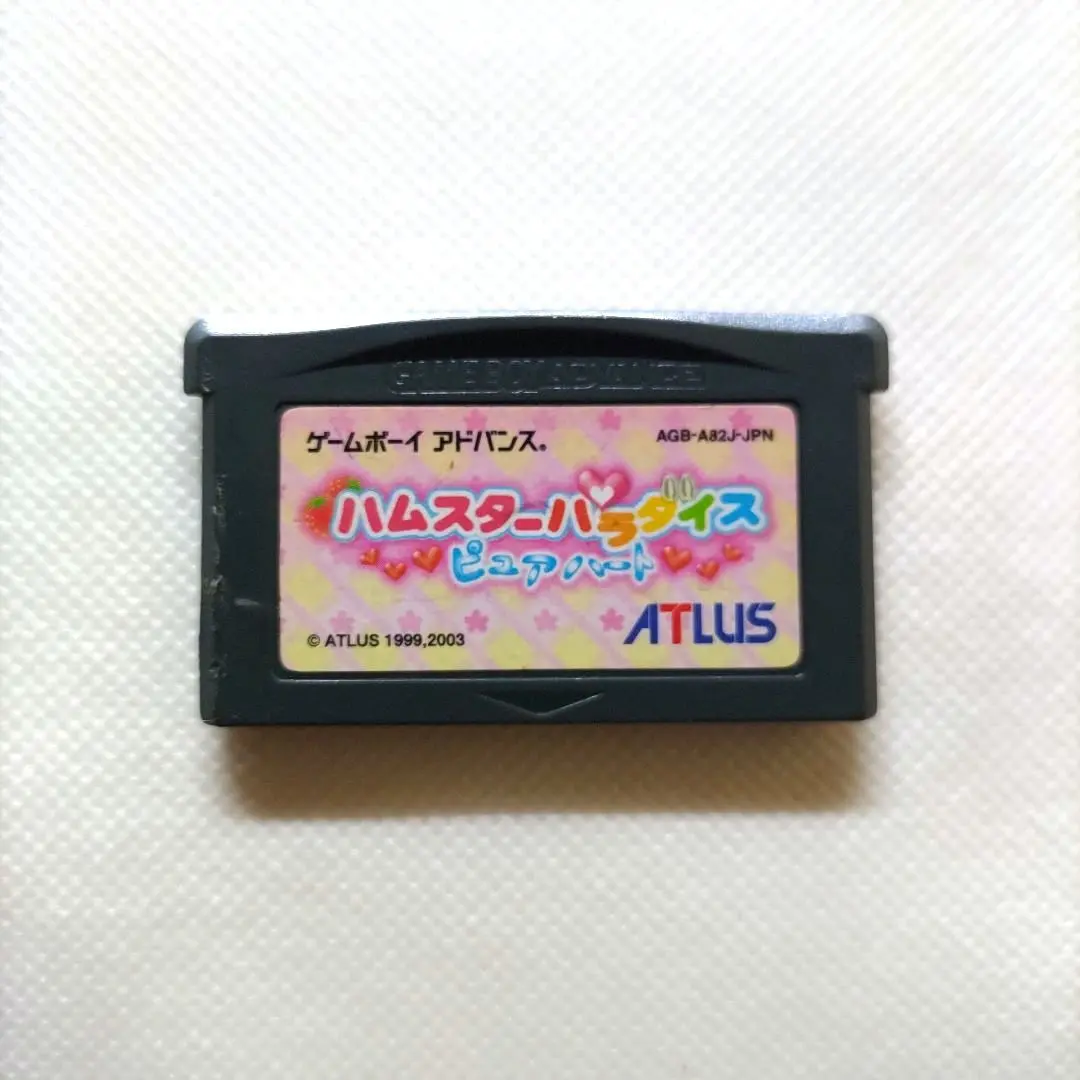 GAME BOY ADVANCE
ゲームボーイ アドバンス®
AGB-A82J-JPN
ハムスターパラダイス
ピュアハート
© ATLUS 1999,2003
ATLUS